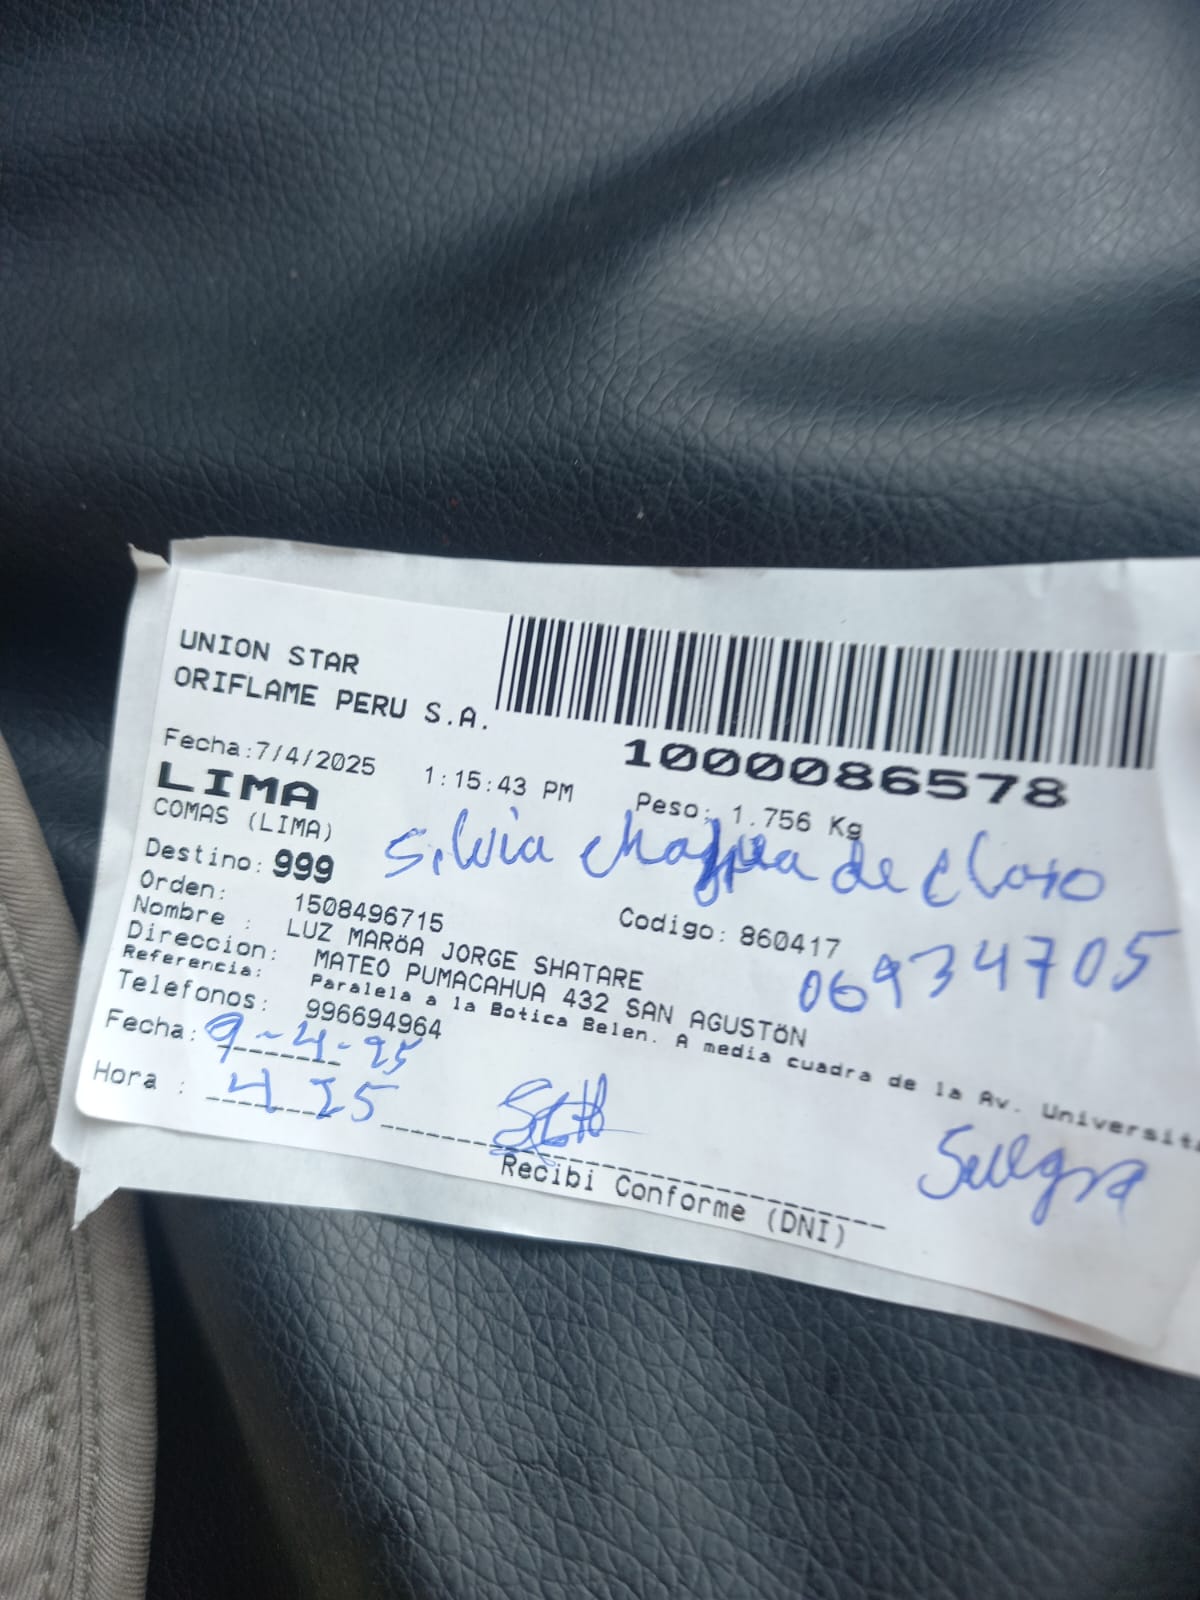 UNION STAR
ORIFLAME PERU S.A.
1000086578
Fecha:7/4/2025 1:15:43 PM Peso: 1.756 Kg
LIMA
COMAS (LIMA)
Silvia de
Destino: 999
Orden: 1508496715 Codigo: 860417
06934705
Nombre : LUZ MARöA JORGE SHATARE
Direccion: MATEO PUMACAHUA 432 SAN AGUSTöN
Referencia: Paralela a la Botica Belen. A media cuadra de la Av. Universit
Telefonos: 996694964
Fecha: 9-4-25
Hora : 4 25
Suegra
Recibi Conforme (DNI)